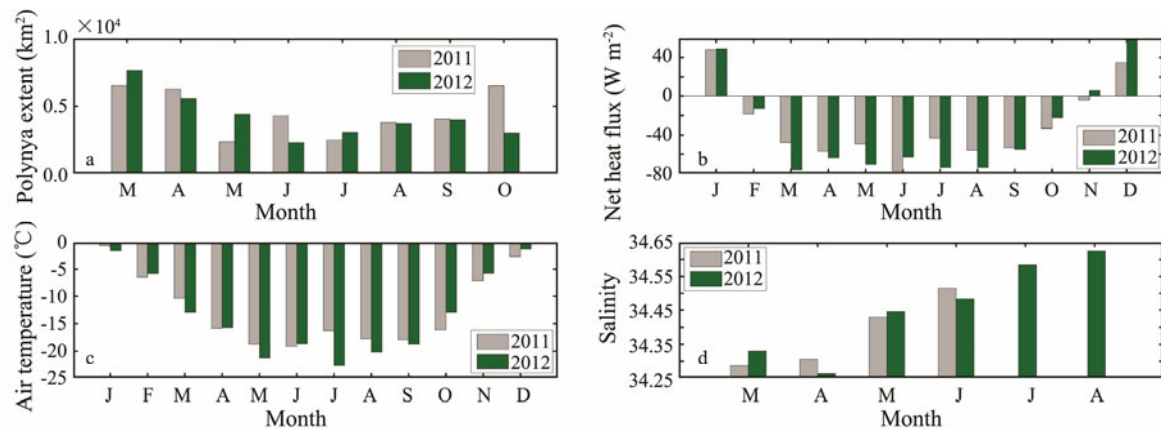 ×10⁴
1.0
0.5
0.0
Polynya extent (km²)
2011
2012
a
M A M J J A S O
Month
40
0
-40
-80
Net heat flux (W m⁻²)
2011
2012
b
J F M A M J J A S O N D
Month
0
-5
-10
-15
-20
-25
Air temperature (℃)
2011
2012
c
J F M A M J J A S O N D
Month
34.65
34.55
34.45
34.35
34.25
Salinity
2011
2012
d
M A M J J A
Month